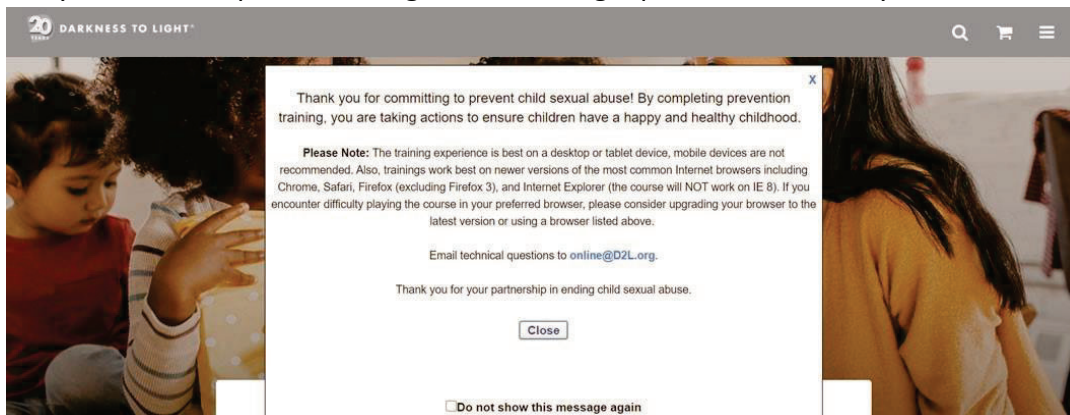 20 DARKNESS TO LIGHT®
YEARS
X
Thank you for committing to prevent child sexual abuse! By completing prevention
training, you are taking actions to ensure children have a happy and healthy childhood.
Please Note: The training experience is best on a desktop or tablet device, mobile devices are not
recommended. Also, trainings work best on newer versions of the most common Internet browsers including
Chrome, Safari, Firefox (excluding Firefox 3), and Internet Explorer (the course will NOT work on IE 8). If you
encounter difficulty playing the course in your preferred browser, please consider upgrading your browser to the
latest version or using a browser listed above.
Email technical questions to online@D2L.org.
Thank you for your partnership in ending child sexual abuse.
Close
Do not show this message again